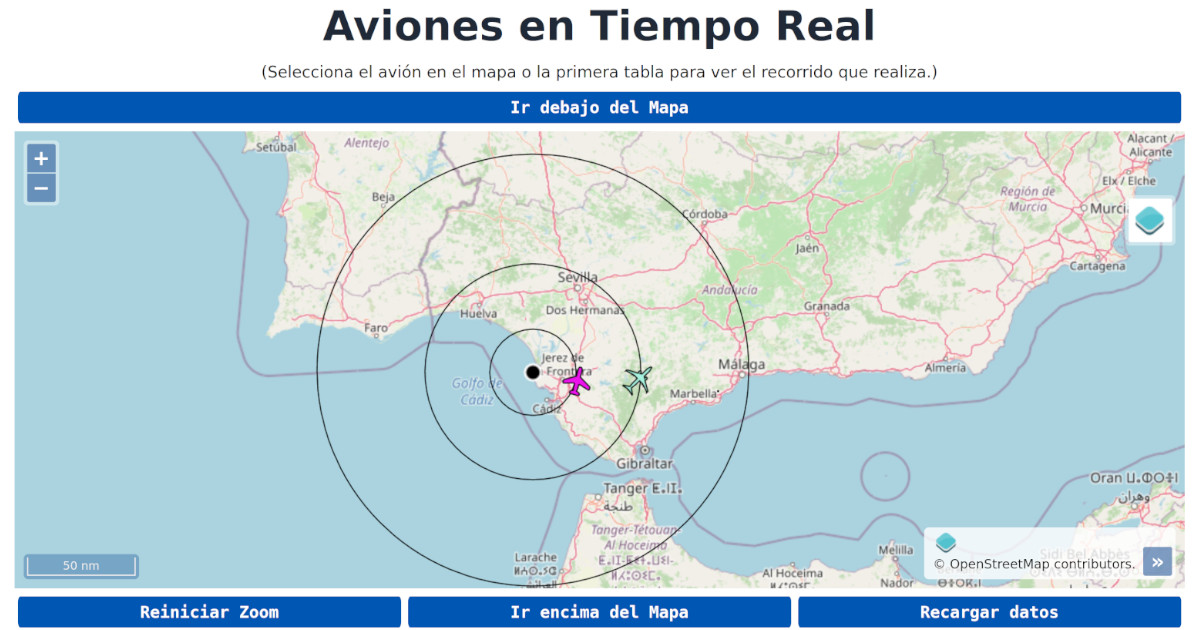 Aviones en Tiempo Real
(Selecciona el avión en el mapa o la primera tabla para ver el recorrido que realiza.)
Ir debajo del Mapa
+
−
Setúbal
Alentejo
Alacant /
Alicante
Elx / Elche
Beja
Región de
Murcia
Córdoba
Jaén
Cartagena
Sevilla
Andalucía
Huelva
Dos Hermanas
Granada
Faro
Jerez de
Málaga
Almería
Golfo de
Cádiz
Cádiz
Marbella
Gibraltar
Tanger ⵟⴰⵏⵊ
طنجة
Oran
وهران
Tanger-Tétouan-
Al Hoceima
Larache
Melilla
Sidi Bel Abbès
Al Hoceima
Nador
50 nm
© OpenStreetMap contributors.
»
Reiniciar Zoom
Ir encima del Mapa
Recargar datos